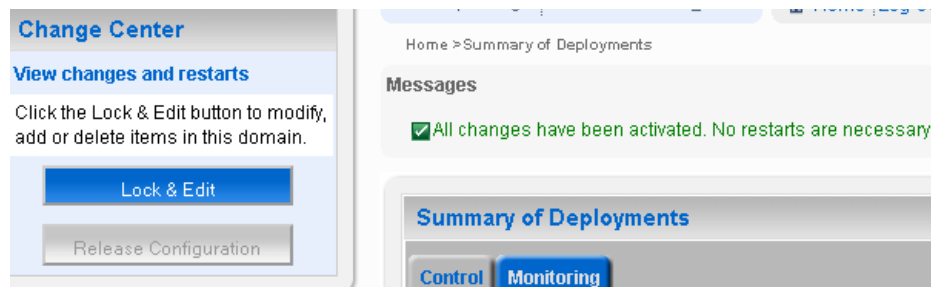 Change Center
View changes and restarts
Click the Lock & Edit button to modify,
add or delete items in this domain.
Lock & Edit
Release Configuration
Home
Home >Summary of Deployments
Messages
All changes have been activated. No restarts are necessary
Summary of Deployments
Control
Monitoring